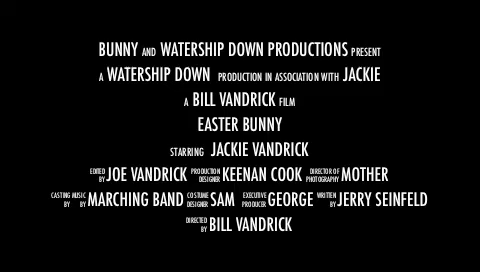 BUNNY AND WATERSHIP DOWN PRODUCTIONS PRESENT
A WATERSHIP DOWN PRODUCTION IN ASSOCIATION WITH JACKIE
A BILL VANDRICK FILM
EASTER BUNNY
STARRING JACKIE VANDRICK
EDITED BY JOE VANDRICK PRODUCTION DESIGNER KEENAN COOK DIRECTOR OF PHOTOGRAPHY MOTHER
CASTING BY MUSIC BY MARCHING BAND COSTUME DESIGNER SAM EXECUTIVE PRODUCER GEORGE WRITTEN BY JERRY SEINFELD
DIRECTED BY BILL VANDRICK